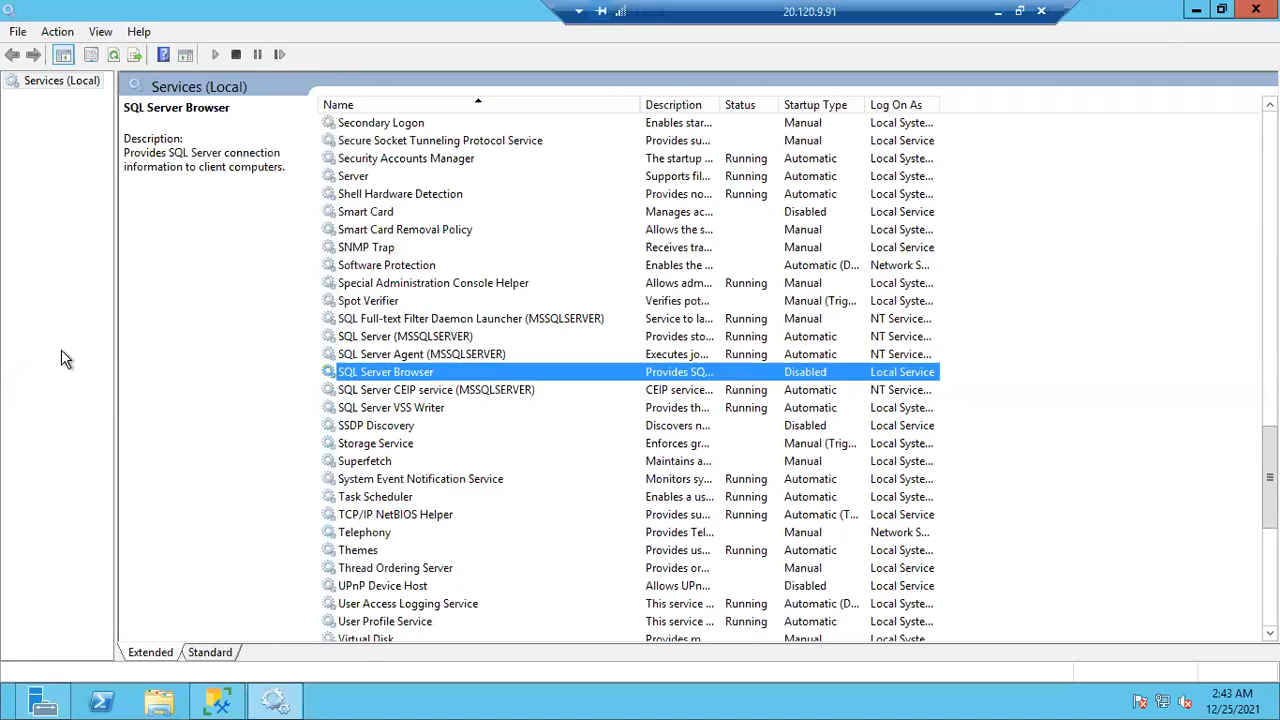 20.120.9.91
File Action View Help
Services (Local)
Services (Local)
SQL Server Browser
Description:
Provides SQL Server connection
information to client computers.
Name Description Status Startup Type Log On As
Secondary Logon Enables star... Manual Local Syste...
Secure Socket Tunneling Protocol Service Provides su... Manual Local Service
Security Accounts Manager The startup ... Running Automatic Local Syste...
Server Supports fil... Running Automatic Local Syste...
Shell Hardware Detection Provides no... Running Automatic Local Syste...
Smart Card Manages ac... Disabled Local Service
Smart Card Removal Policy Allows the s... Manual Local Syste...
SNMP Trap Receives tra... Manual Local Service
Software Protection Enables the ... Automatic (D... Network S...
Special Administration Console Helper Allows adm... Running Manual Local Syste...
Spot Verifier Verifies pot... Manual (Trig... Local Syste...
SQL Full-text Filter Daemon Launcher (MSSQLSERVER) Service to la... Running Manual NT Service...
SQL Server (MSSQLSERVER) Provides sto... Running Automatic NT Service...
SQL Server Agent (MSSQLSERVER) Executes jo... Running Automatic NT Service...
SQL Server Browser Provides SQ... Disabled Local Service
SQL Server CEIP service (MSSQLSERVER) CEIP service... Running Automatic NT Service...
SQL Server VSS Writer Provides th... Running Automatic Local Syste...
SSDP Discovery Discovers n... Disabled Local Service
Storage Service Enforces gr... Manual (Trig... Local Syste...
Superfetch Maintains a... Manual Local Syste...
System Event Notification Service Monitors sy... Running Automatic Local Syste...
Task Scheduler Enables a us... Running Automatic Local Syste...
TCP/IP NetBIOS Helper Provides su... Running Automatic (T... Local Service
Telephony Provides Tel... Manual Network S...
Themes Provides us... Running Automatic Local Syste...
Thread Ordering Server Provides or... Manual Local Service
UPnP Device Host Allows UPn... Disabled Local Service
User Access Logging Service This service ... Running Automatic (D... Local Syste...
User Profile Service This service ... Running Automatic Local Syste...
Virtual Disk Provides m... Manual Local Syste...
Extended Standard
2:43 AM
12/25/2021